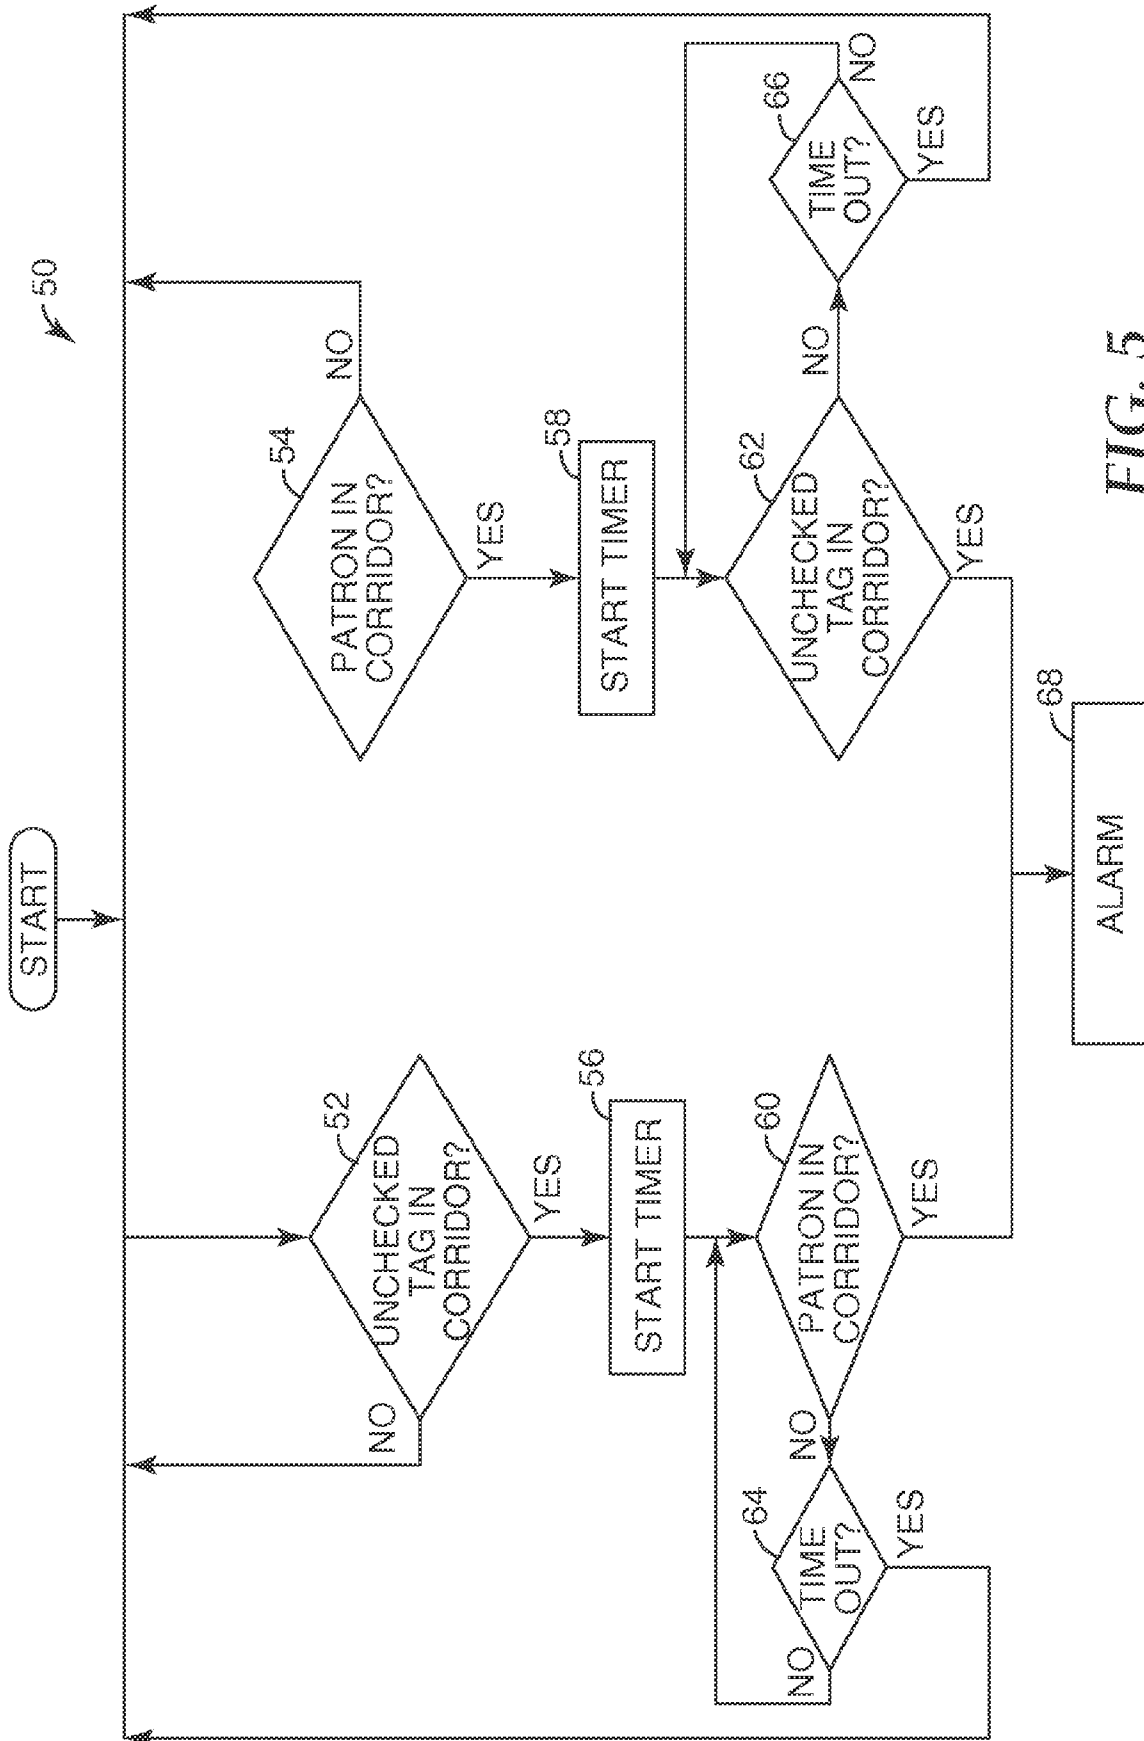 START
50
52
UNCHECKED
TAG IN
CORRIDOR?
NO
YES
54
PATRON IN
CORRIDOR?
NO
YES
56
START TIMER
58
START TIMER
60
PATRON IN
CORRIDOR?
NO
YES
62
UNCHECKED
TAG IN
CORRIDOR?
NO
YES
64
TIME
OUT?
NO
YES
66
TIME
OUT?
NO
YES
68
ALARM
FIG. 5